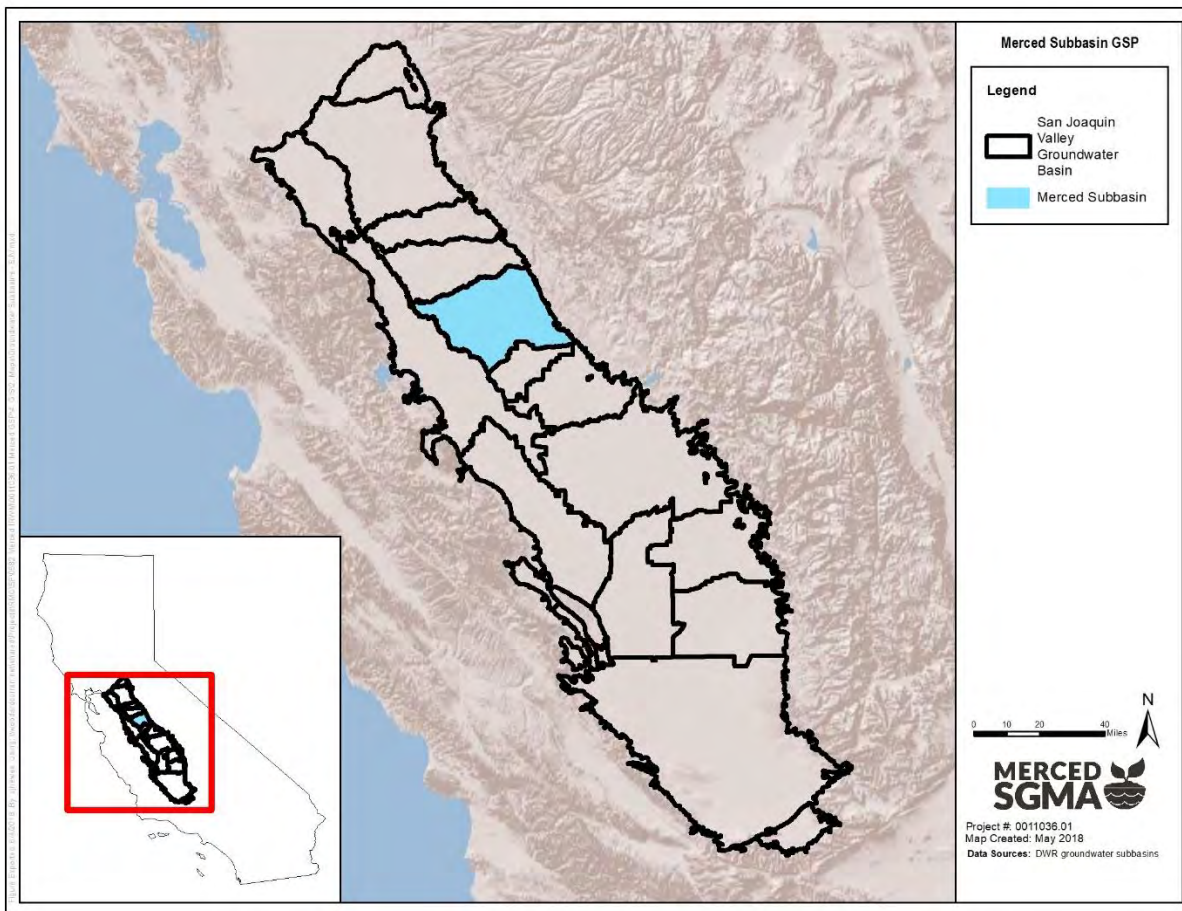 Merced Subbasin GSP
Legend
San Joaquin
Valley
Groundwater
Basin
Merced Subbasin
N
0 10 20 40
Miles
MERCED
SGMA
Project #: 0011036.01
Map Created: May 2018
Data Sources: DWR groundwater subbasins